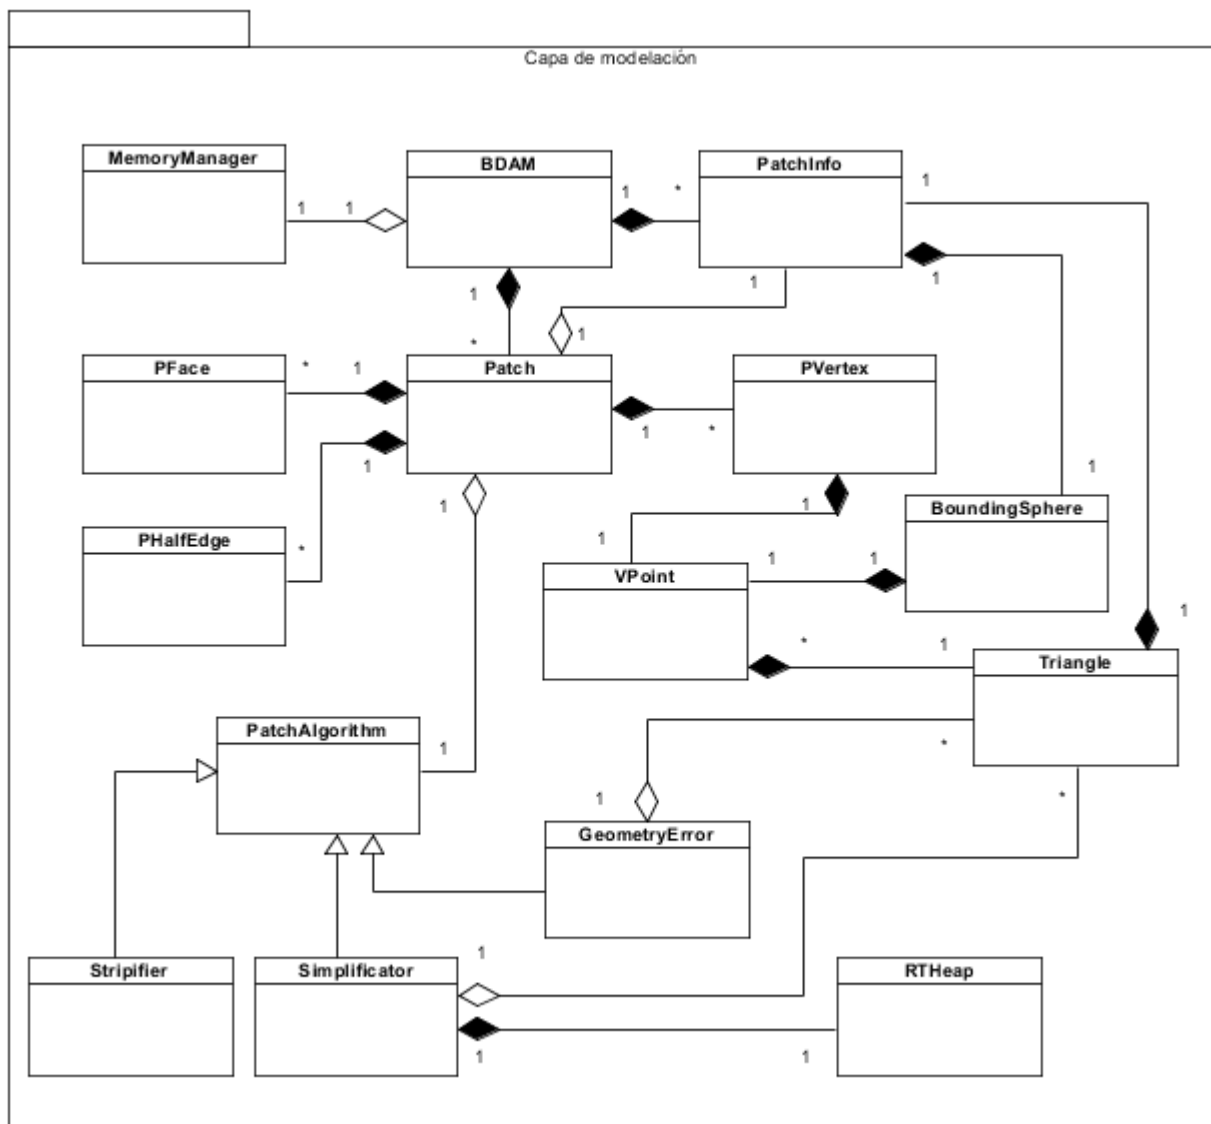 Capa de modelación
MemoryManager
BDAM
PatchInfo
1
1
1
*
1
1
1
1
1
*
PFace
*
1
Patch
PVertex
1
1
*
1
1
PHalfEdge
*
1
1
1
BoundingSphere
VPoint
1
1
1
*
1
Triangle
PatchAlgorithm
1
*
1
*
GeometryError
1
Stripifier
Simplificator
RTHeap
1
1